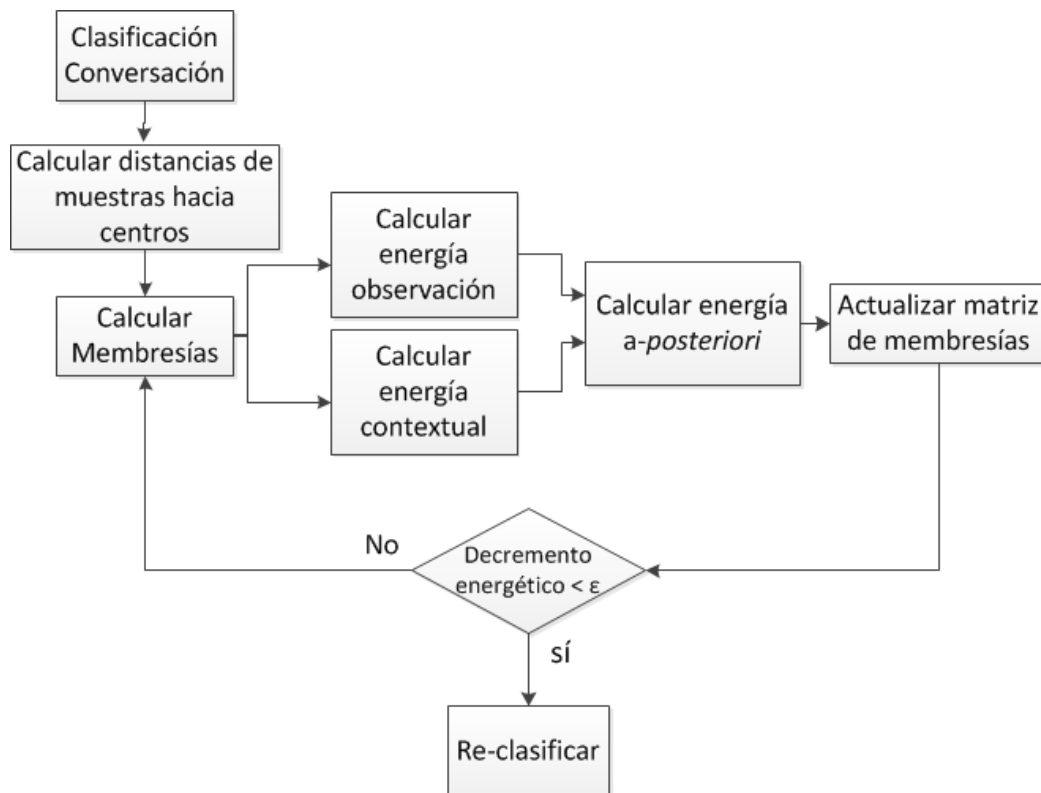 Clasificación
Conversación
Calcular distancias de
muestras hacia
centros
Calcular
Membresías
Calcular
energía
observación
Calcular
energía
contextual
Calcular energía
a-posteriori
Actualizar matriz
de membresías
No
Decremento
energético < ε
sí
Re-clasificar